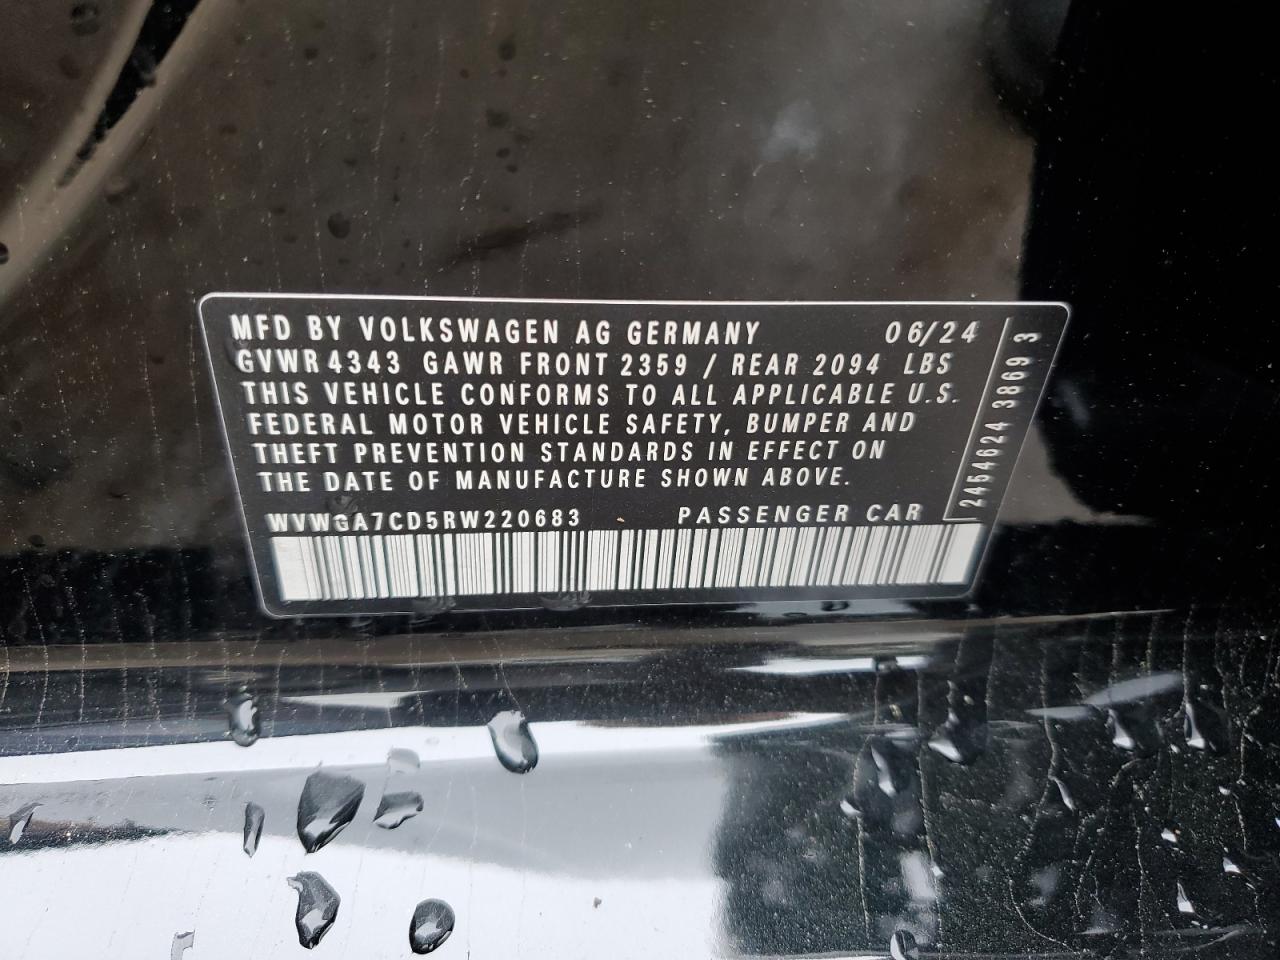 MFD BY VOLKSWAGEN AG GERMANY 06/24
GVWR 4343 GAWR FRONT 2359 / REAR 2094 LBS
THIS VEHICLE CONFORMS TO ALL APPLICABLE U.S.
FEDERAL MOTOR VEHICLE SAFETY, BUMPER AND
THEFT PREVENTION STANDARDS IN EFFECT ON
THE DATE OF MANUFACTURE SHOWN ABOVE.
WVWGA7CD5RW220683 PASSENGER CAR
2454624 3869 3